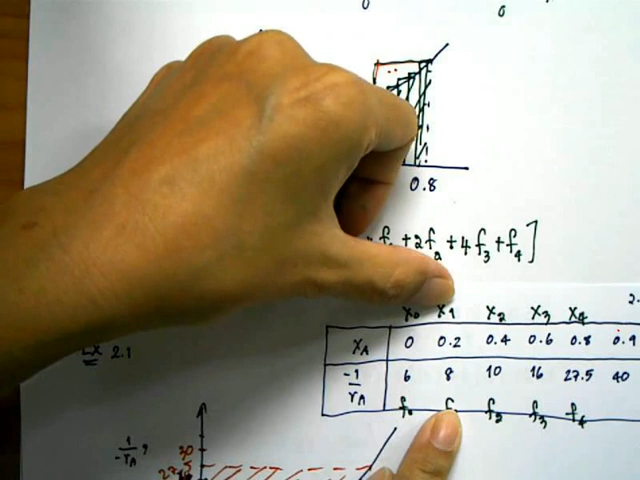 0.8
+2f2 +4f3+f4]
x0 x1 x2 x3 x4
XA 0 0.2 0.4 0.6 0.8 0.9
-1/rA 6 8 10 16 27.5 40
f0 f f2 f3 f4
Ex 2.1
1/-rA,
30